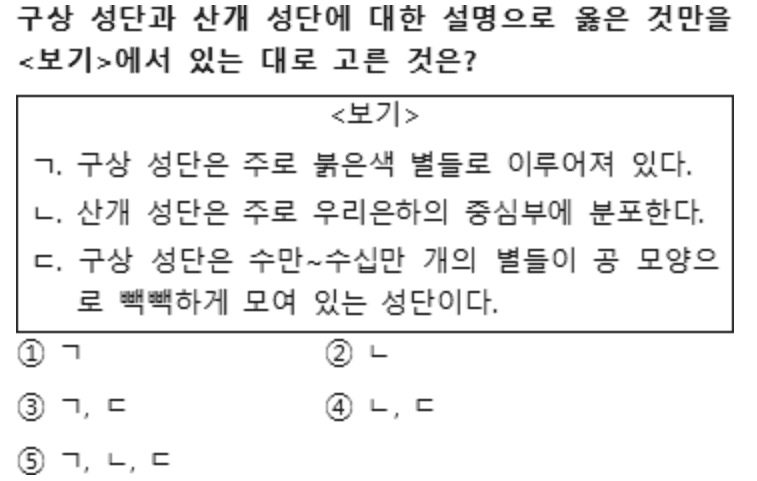 구상 성단과 산개 성단에 대한 설명으로 옳은 것만을
<보기>에서 있는 대로 고른 것은?
<보기>
ㄱ. 구상 성단은 주로 붉은색 별들로 이루어져 있다.
ㄴ. 산개 성단은 주로 우리은하의 중심부에 분포한다.
ㄷ. 구상 성단은 수만~수십만 개의 별들이 공 모양으
로 빽빽하게 모여 있는 성단이다.
① ㄱ ② ㄴ
③ ㄱ, ㄷ ④ ㄴ, ㄷ
⑤ ㄱ, ㄴ, ㄷ